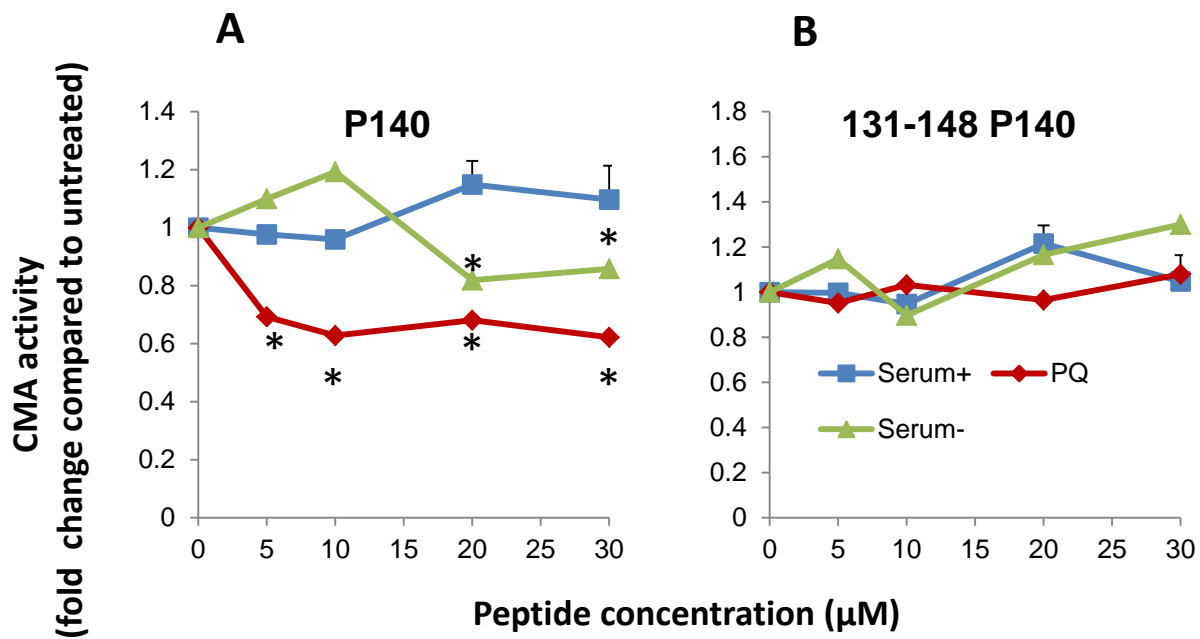 A
B
P140
131-148 P140
CMA activity
(fold change compared to untreated)
1.4
1.2
1
0.8
0.6
0.4
0.2
0
0 5 10 15 20 25 30
* * * * * *
1.8
1.6
1.4
1.2
1
0.8
0.6
0.4
0.2
0
0 5 10 15 20 25 30
Serum+ PQ
Serum-
Peptide concentration (µM)